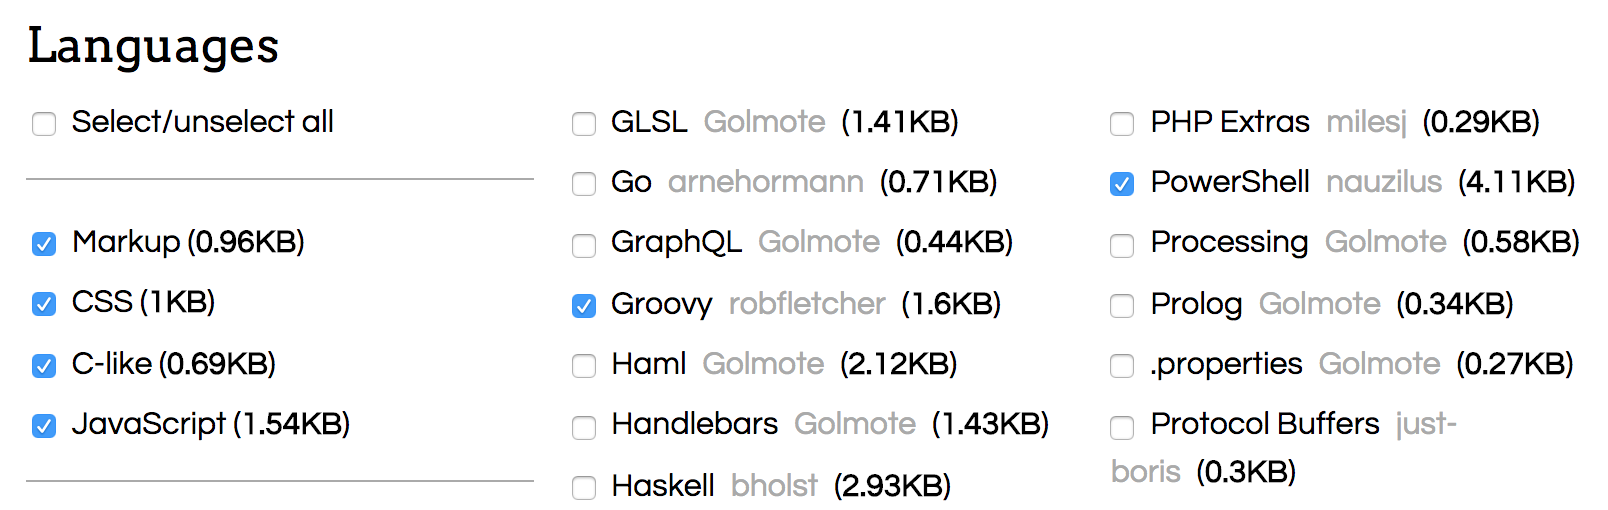 Languages
Select/unselect all
Markup (0.96KB)
CSS (1KB)
C-like (0.69KB)
JavaScript (1.54KB)
GLSL Golmote (1.41KB)
Go arnehormann (0.71KB)
GraphQL Golmote (0.44KB)
Groovy robfletcher (1.6KB)
Haml Golmote (2.12KB)
Handlebars Golmote (1.43KB)
Haskell bholst (2.93KB)
PHP Extras milesj (0.29KB)
PowerShell nauzilus (4.11KB)
Processing Golmote (0.58KB)
Prolog Golmote (0.34KB)
.properties Golmote (0.27KB)
Protocol Buffers just-
boris (0.3KB)